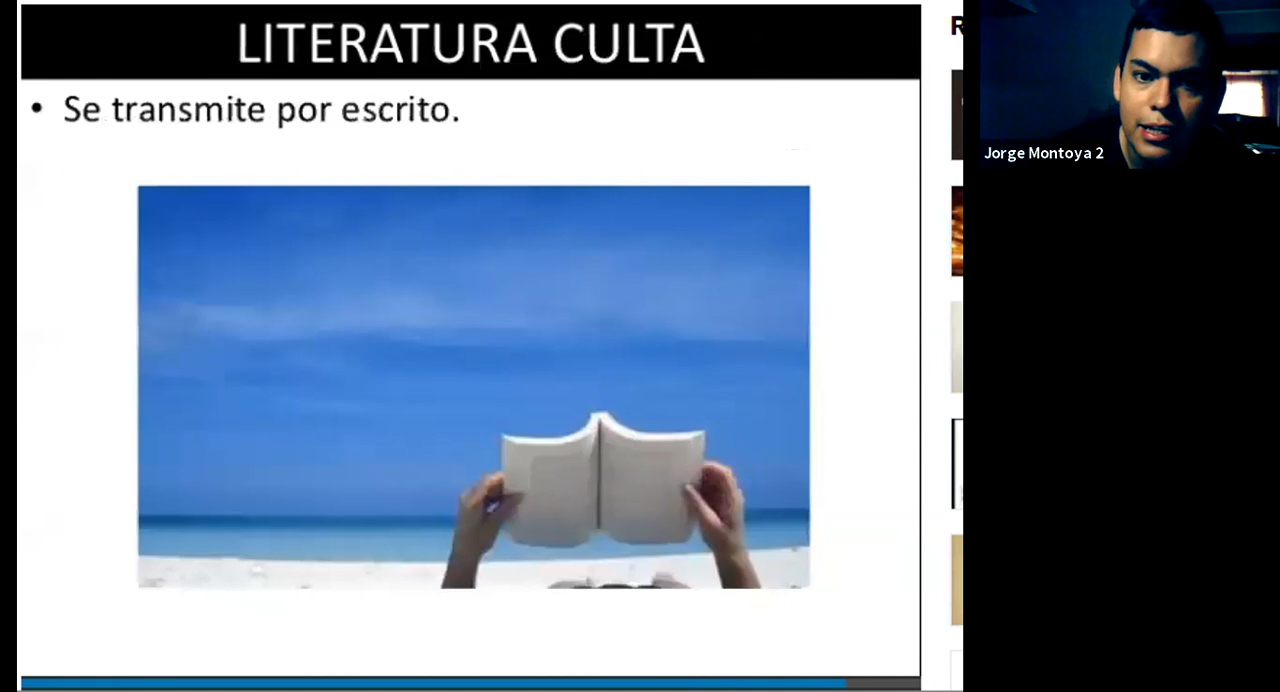 LITERATURA CULTA
• Se transmite por escrito.
R
Jorge Montoya 2